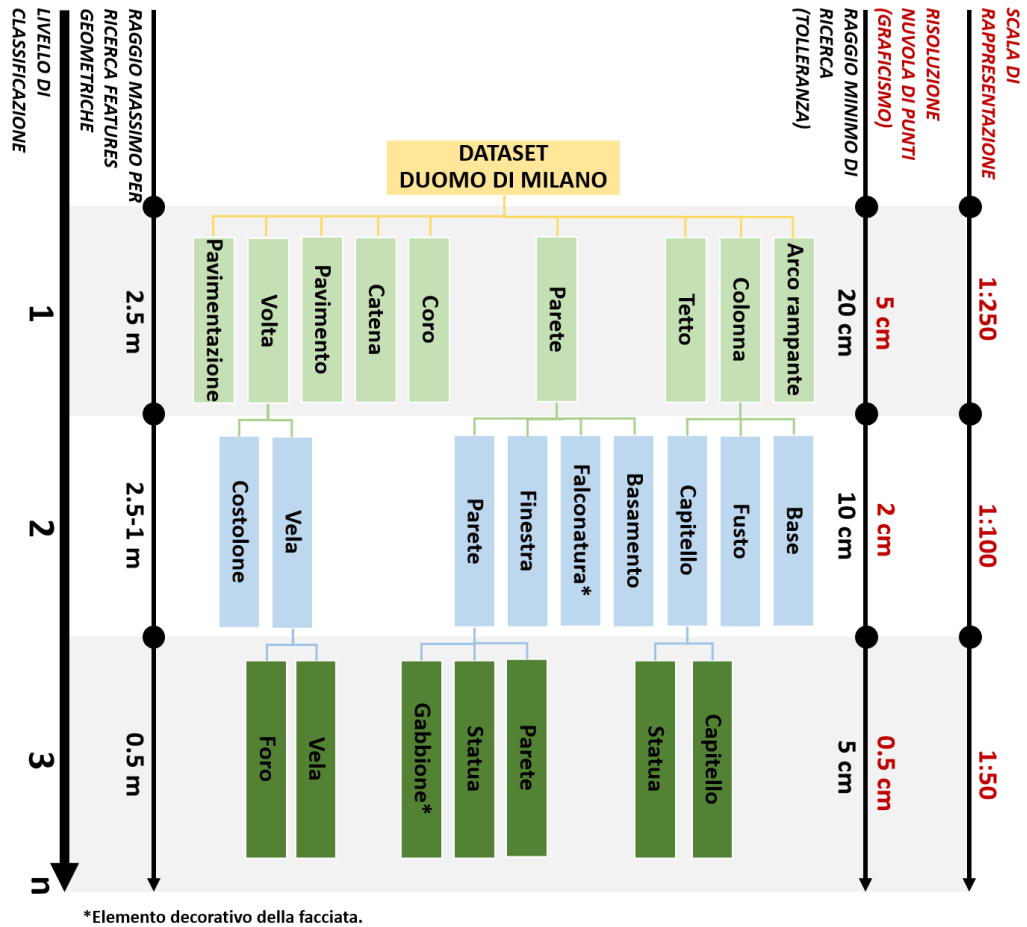 SCALA DI
RAPPRESENTAZIONE
RISOLUZIONE
NUVOLA DI PUNTI
(GRAFICISMO)
RAGGIO MINIMO DI
RICERCA
(TOLLERANZA)
RAGGIO MASSIMO PER
RICERCA FEATURES
GEOMETRICHE
LIVELLO DI
CLASSIFICAZIONE
DATASET
DUOMO DI MILANO
1
2.5 m
Pavimentazione
Volta
Pavimento
Catena
Coro
Parete
Tetto
Colonna
Arco rampante
20 cm
5 cm
1:250
2
2.5-1 m
Costolone
Vela
Parete
Finestra
Falconatura*
Basamento
Capitello
Fusto
Base
10 cm
2 cm
1:100
3
0.5 m
Foro
Vela
Gabbione*
Statua
Parete
Statua
Capitello
5 cm
0.5 cm
1:50
n
*Elemento decorativo della facciata.